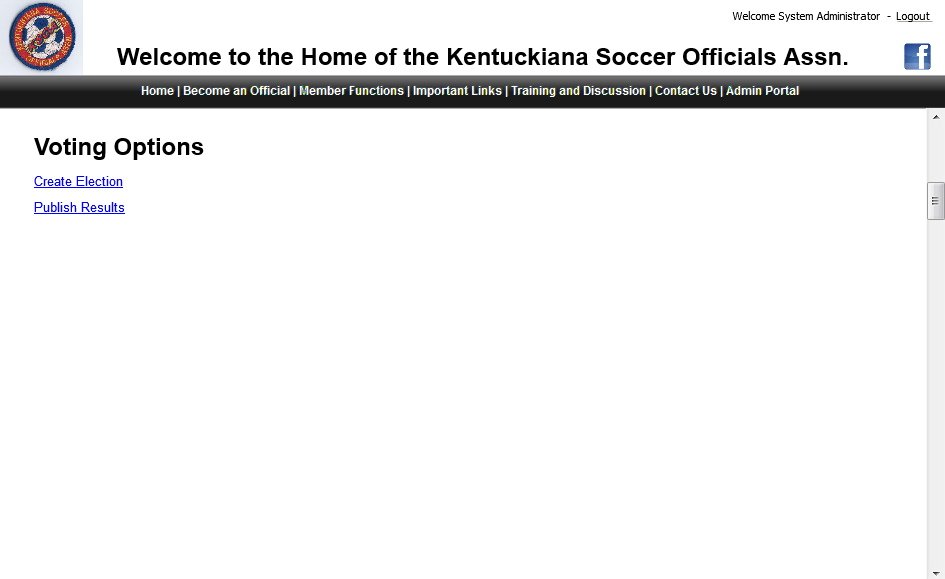 Welcome System Administrator - Logout
Welcome to the Home of the Kentuckiana Soccer Officials Assn.
Home | Become an Official | Member Functions | Important Links | Training and Discussion | Contact Us | Admin Portal
Voting Options
Create Election
Publish Results